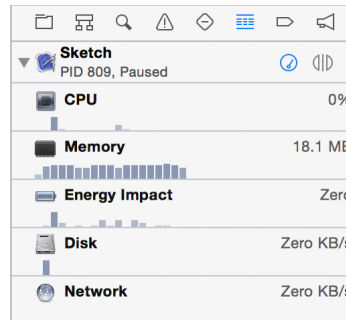 Sketch
PID 809, Paused
CPU 0%
Memory 18.1 MB
Energy Impact Zero
Disk Zero KB/s
Network Zero KB/s